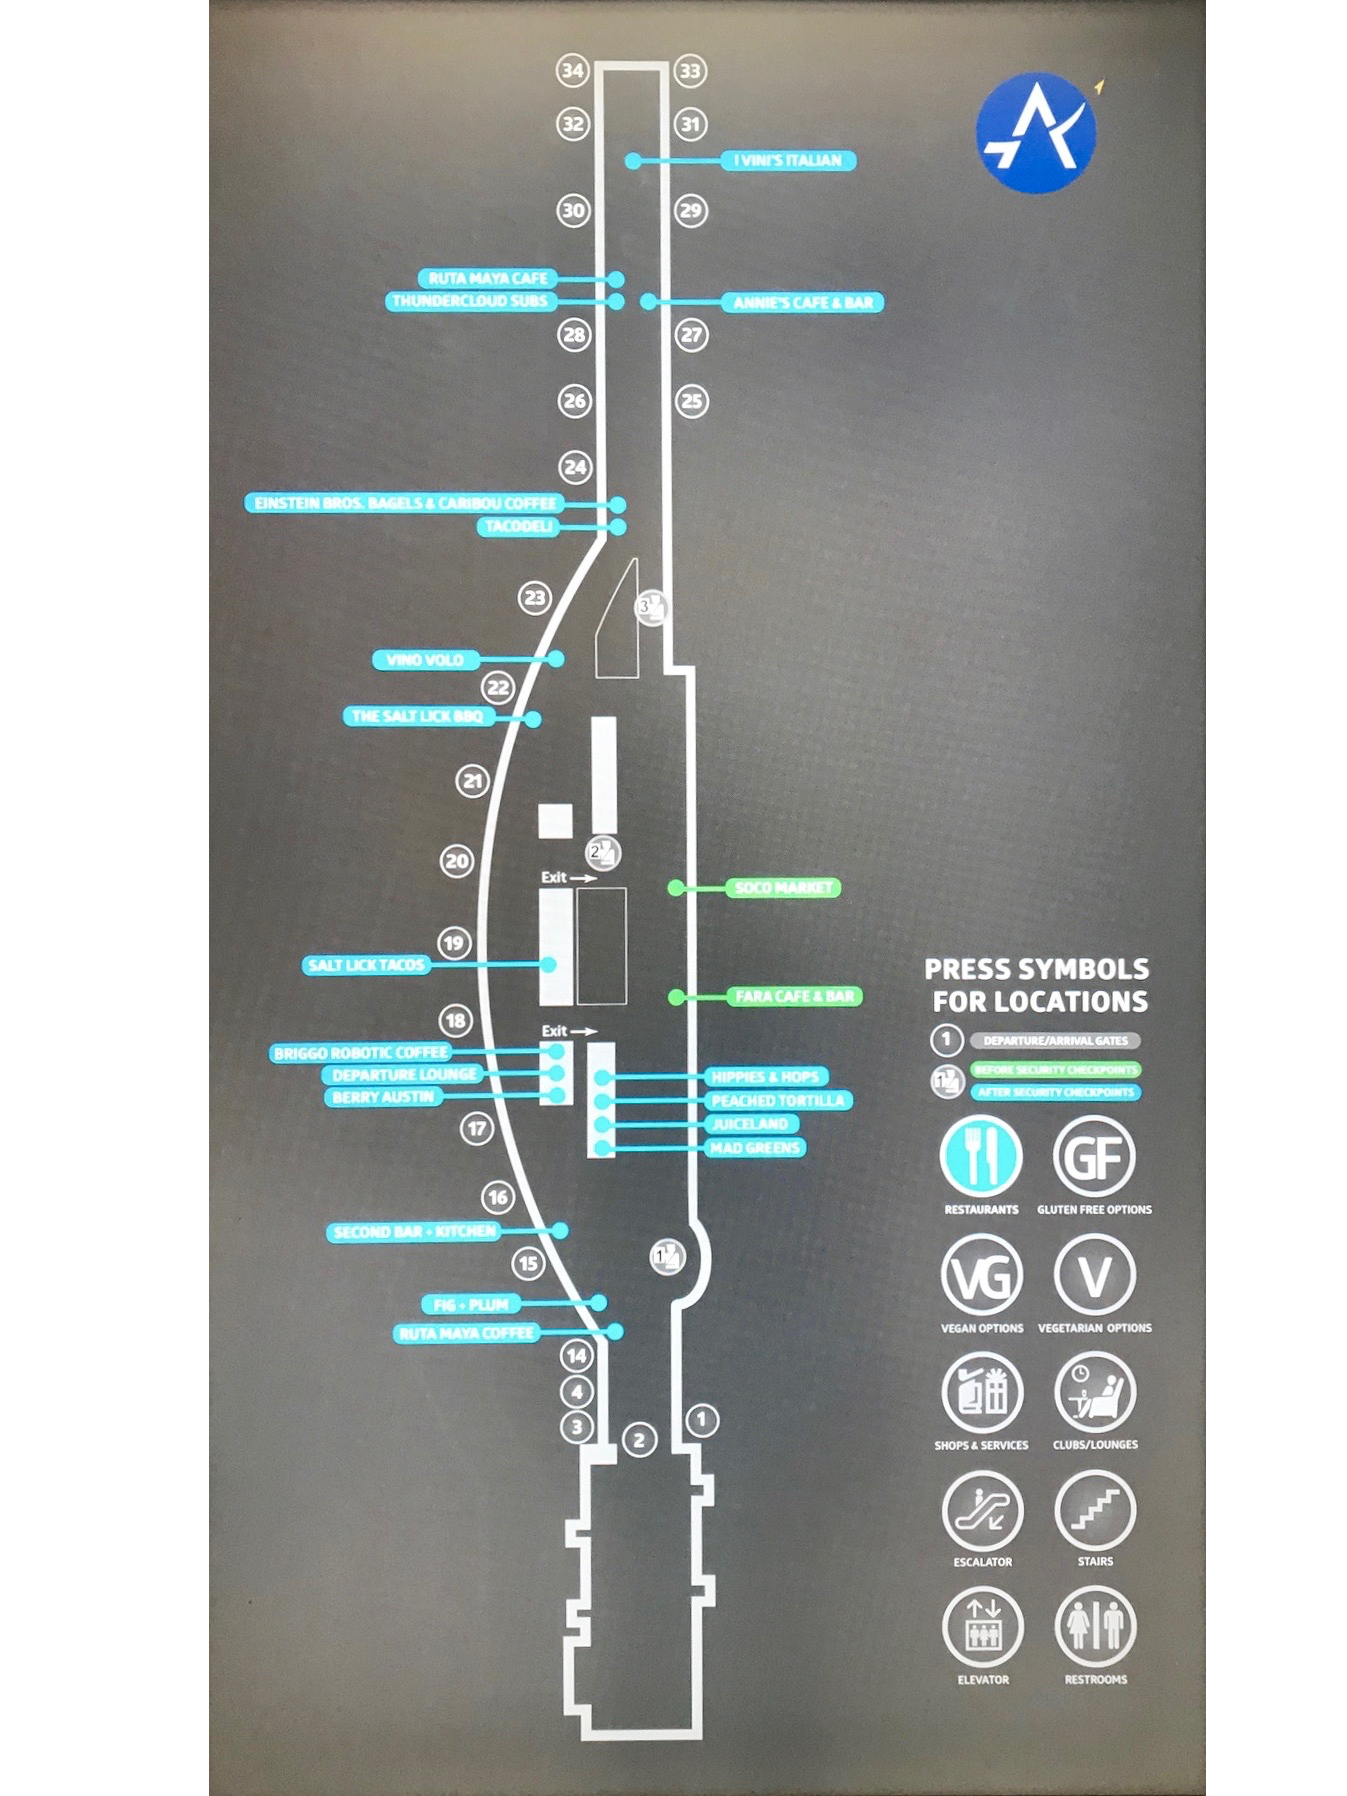 34
33
32
31
I VINI'S ITALIAN
30
29
RUTA MAYA CAFE
THUNDERCLOUD SUBS
ANNIE'S CAFE & BAR
28
27
26
25
24
EINSTEIN BROS. BAGELS & CARIBOU COFFEE
TACODELI
23
3
VINO VOLO
22
THE SALT LICK BBQ
21
2
20
Exit
SOCO MARKET
19
SALT LICK TACOS
FARA CAFE & BAR
18
Exit
BRIGGO ROBOTIC COFFEE
DEPARTURE LOUNGE
BERRY AUSTIN
HIPPIES & HOPS
PEACHED TORTILLA
JUICELAND
MAD GREENS
17
16
SECOND BAR + KITCHEN
1
15
FIG + PLUM
RUTA MAYA COFFEE
14
4
3
2
1
PRESS SYMBOLS
FOR LOCATIONS
1
DEPARTURE/ARRIVAL GATES
1
BEFORE SECURITY CHECKPOINTS
AFTER SECURITY CHECKPOINTS
GF
RESTAURANTS
GLUTEN FREE OPTIONS
VG
V
VEGAN OPTIONS
VEGETARIAN OPTIONS
SHOPS & SERVICES
CLUBS/LOUNGES
ESCALATOR
STAIRS
ELEVATOR
RESTROOMS